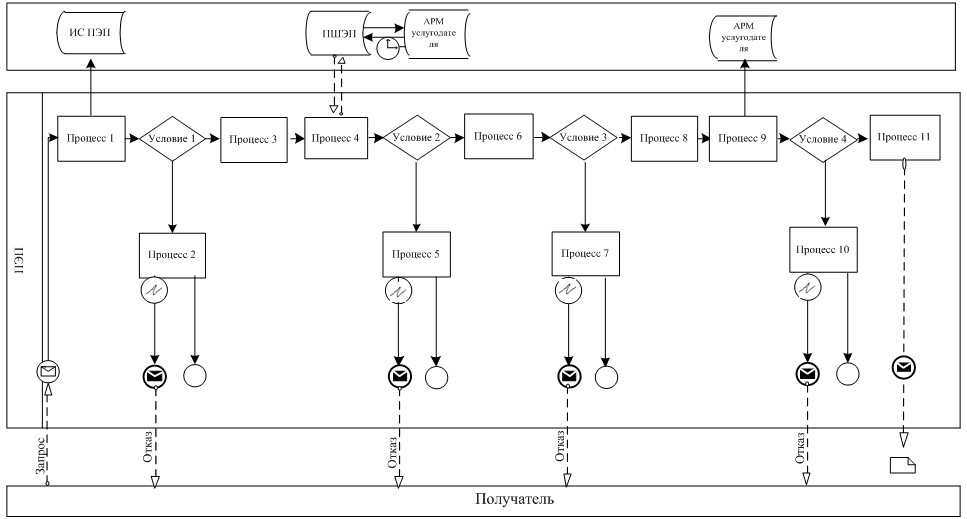 ИС ПЭП
ПШЭП
АРМ
услугодате
ля
АРМ
услугодате
ля
ПЭП
Процесс 1
Условие 1
Процесс 3
Процесс 4
Условие 2
Процесс 6
Условие 3
Процесс 8
Процесс 9
Условие 4
Процесс 11
Процесс 2
Процесс 5
Процесс 7
Процесс 10
Запрос
Отказ
Отказ
Отказ
Отказ
Получатель